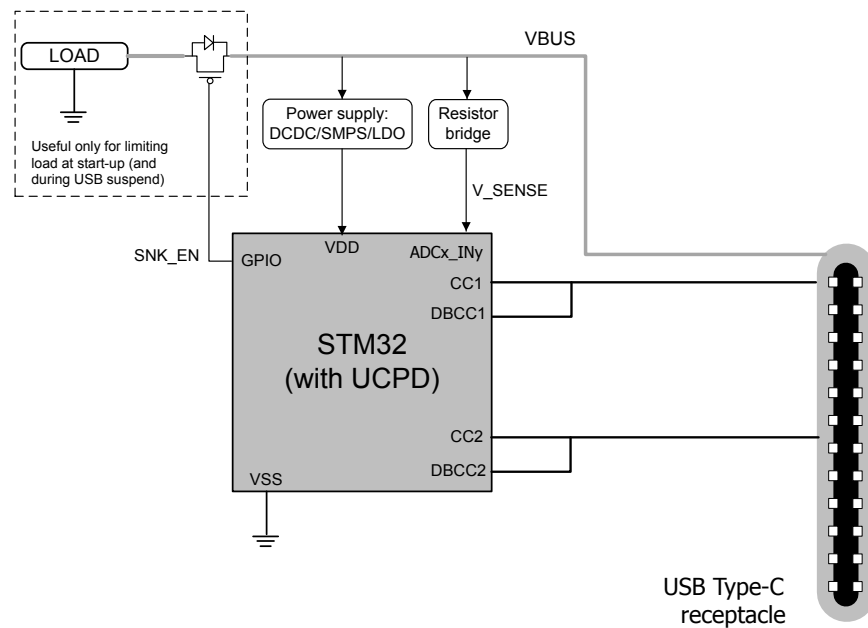 VBUS
LOAD
Power supply:
DCDC/SMPS/LDO
Resistor
bridge
Useful only for limiting
load at start-up (and
during USB suspend)
V_SENSE
SNK_EN
GPIO
VDD
ADCx_INy
CC1
DBCC1
STM32
(with UCPD)
CC2
DBCC2
VSS
USB Type-C
receptacle